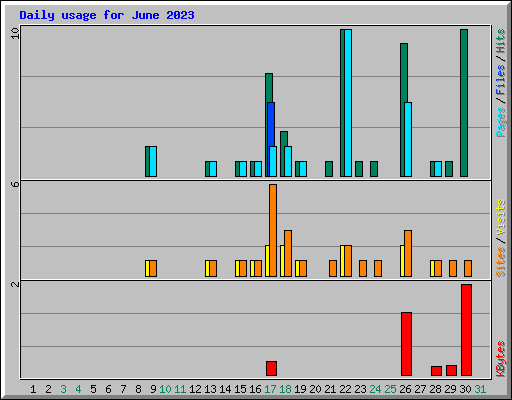 Daily usage for June 2023
10
6
2
Pages / Files / Hits
Sites / Visits
KBytes
1 2 3 4 5 6 7 8 9 10 11 12 13 14 15 16 17 18 19 20 21 22 23 24 25 26 27 28 29 30 31